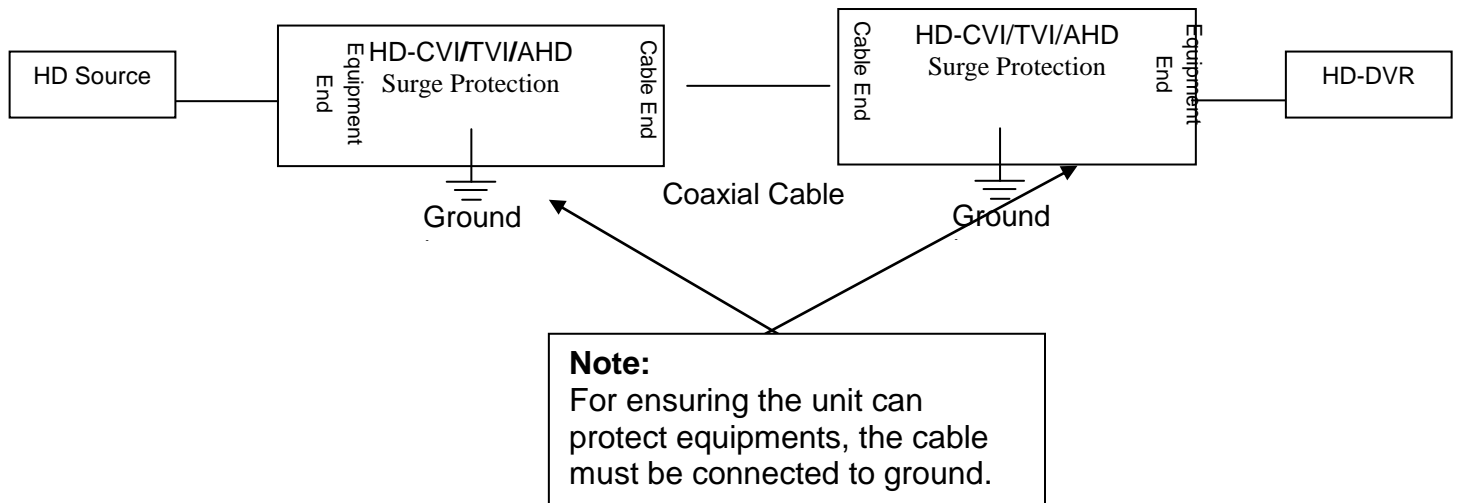 HD Source
Equipment
End
HD-CVI/TVI/AHD
Surge Protection
Cable End
Ground
Coaxial Cable
Cable End
HD-CVI/TVI/AHD
Surge Protection
Equipment
End
Ground
HD-DVR
Note:
For ensuring the unit can
protect equipments, the cable
must be connected to ground.